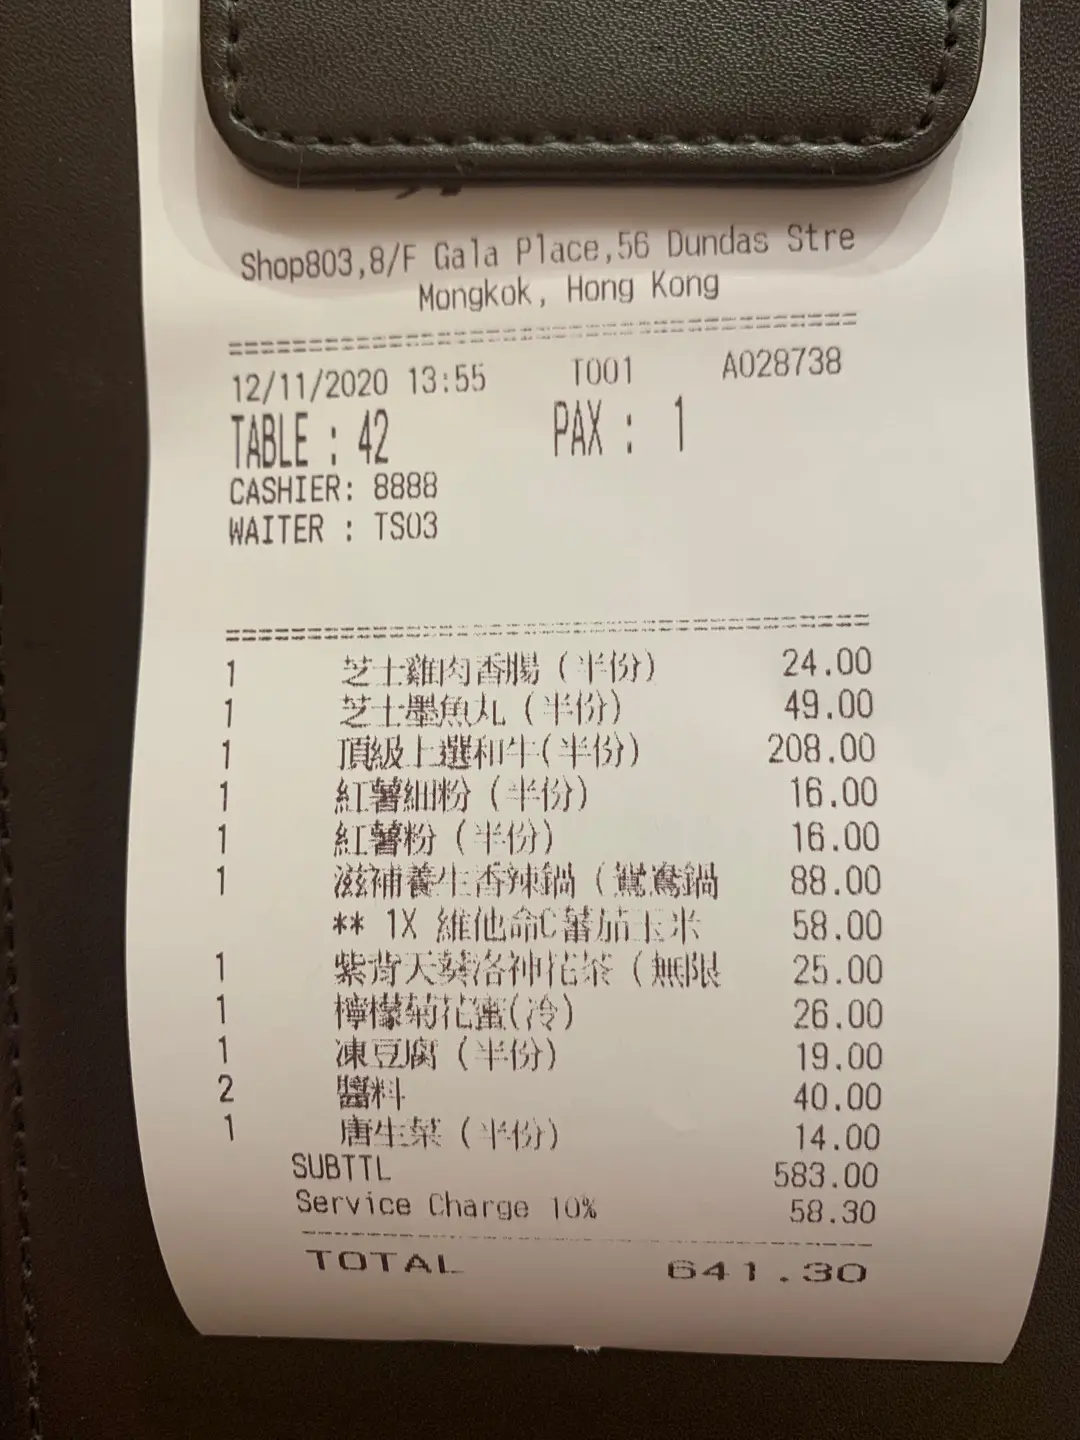 Shop803,8/F Gala Place,56 Dundas Stre
Mongkok, Hong Kong
12/11/2020 13:55 T001 A028738
TABLE : 42 PAX : 1
CASHIER: 8888
WAITER : TS03
1 芝士雞肉香腸 (半份) 24.00
1 芝士墨魚丸 (半份) 49.00
1 頂級上選和牛(半份) 208.00
1 紅薯細粉 (半份) 16.00
1 紅薯粉 (半份) 16.00
1 滋補養生香辣鍋 (鴛鴦鍋 88.00
** 1X 維他命C蕃茄玉米 58.00
1 紫背天葵洛神花茶 (無限 25.00
1 檸檬菊花蜜(冷) 26.00
1 凍豆腐 (半份) 19.00
2 醬料 40.00
1 唐生菜 (半份) 14.00
SUBTTL 583.00
Service Charge 10% 58.30
TOTAL 641.30